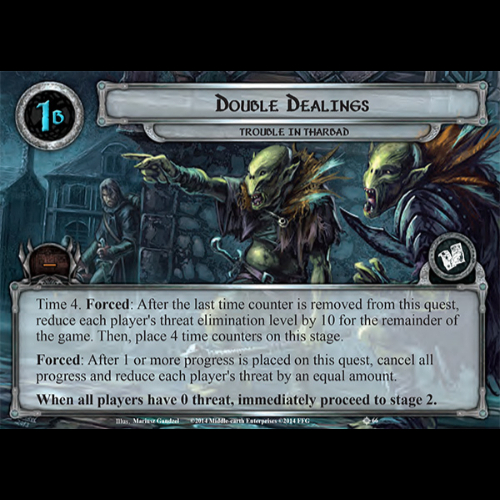 1B
DOUBLE DEALINGS
TROUBLE IN THARBAD
Time 4. Forced: After the last time counter is removed from this quest,
reduce each player's threat elimination level by 10 for the remainder of
the game. Then, place 4 time counters on this stage.
Forced: After 1 or more progress is placed on this quest, cancel all
progress and reduce each player's threat by an equal amount.
When all players have 0 threat, immediately proceed to stage 2.
Illus. Mariusz Gandzel ©2014 Middle-earth Enterprises ©2014 FFG 66